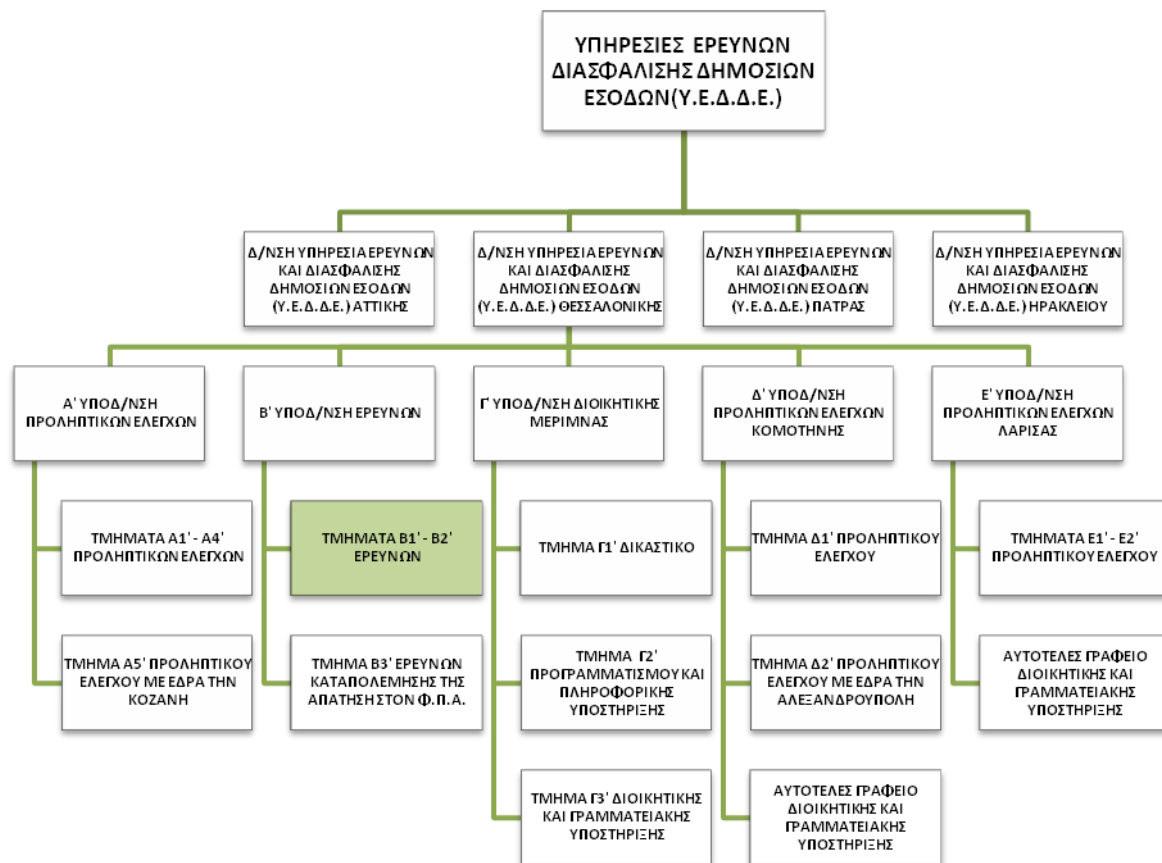 ΥΠΗΡΕΣΙΕΣ ΕΡΕΥΝΩΝ
ΔΙΑΣΦΑΛΙΣΗΣ ΔΗΜΟΣΙΩΝ
ΕΣΟΔΩΝ(Υ.Ε.Δ.Δ.Ε.)
Δ/ΝΣΗ ΥΠΗΡΕΣΙΑ ΕΡΕΥΝΩΝ
ΚΑΙ ΔΙΑΣΦΑΛΙΣΗΣ
ΔΗΜΟΣΙΩΝ ΕΣΟΔΩΝ
(Υ.Ε.Δ.Δ.Ε.) ΑΤΤΙΚΗΣ
Δ/ΝΣΗ ΥΠΗΡΕΣΙΑ ΕΡΕΥΝΩΝ
ΚΑΙ ΔΙΑΣΦΑΛΙΣΗΣ
ΔΗΜΟΣΙΩΝ ΕΣΟΔΩΝ
(Υ.Ε.Δ.Δ.Ε.) ΘΕΣΣΑΛΟΝΙΚΗΣ
Δ/ΝΣΗ ΥΠΗΡΕΣΙΑ ΕΡΕΥΝΩΝ
ΚΑΙ ΔΙΑΣΦΑΛΙΣΗΣ
ΔΗΜΟΣΙΩΝ ΕΣΟΔΩΝ
(Υ.Ε.Δ.Δ.Ε.) ΠΑΤΡΑΣ
Δ/ΝΣΗ ΥΠΗΡΕΣΙΑ ΕΡΕΥΝΩΝ
ΚΑΙ ΔΙΑΣΦΑΛΙΣΗΣ
ΔΗΜΟΣΙΩΝ ΕΣΟΔΩΝ
(Υ.Ε.Δ.Δ.Ε.) ΗΡΑΚΛΕΙΟΥ
Α' ΥΠΟΔ/ΝΣΗ
ΠΡΟΛΗΠΤΙΚΩΝ ΕΛΕΓΧΩΝ
Β' ΥΠΟΔ/ΝΣΗ ΕΡΕΥΝΩΝ
Γ' ΥΠΟΔ/ΝΣΗ ΔΙΟΙΚΗΤΙΚΗΣ
ΜΕΡΙΜΝΑΣ
Δ' ΥΠΟΔ/ΝΣΗ
ΠΡΟΛΗΠΤΙΚΩΝ ΕΛΕΓΧΩΝ
ΚΟΜΟΤΗΝΗΣ
Ε' ΥΠΟΔ/ΝΣΗ
ΠΡΟΛΗΠΤΙΚΩΝ ΕΛΕΓΧΩΝ
ΛΑΡΙΣΑΣ
ΤΜΗΜΑΤΑ Α1' - Α4'
ΠΡΟΛΗΠΤΙΚΩΝ ΕΛΕΓΧΩΝ
ΤΜΗΜΑΤΑ Β1' - Β2'
ΕΡΕΥΝΩΝ
ΤΜΗΜΑ Γ1' ΔΙΚΑΣΤΙΚΟ
ΤΜΗΜΑ Δ1' ΠΡΟΛΗΠΤΙΚΟΥ
ΕΛΕΓΧΟΥ
ΤΜΗΜΑΤΑ Ε1' - Ε2'
ΠΡΟΛΗΠΤΙΚΟΥ ΕΛΕΓΧΟΥ
ΤΜΗΜΑ Α5' ΠΡΟΛΗΠΤΙΚΟΥ
ΕΛΕΓΧΟΥ ΜΕ ΕΔΡΑ ΤΗΝ
ΚΟΖΑΝΗ
ΤΜΗΜΑ Β3' ΕΡΕΥΝΩΝ
ΚΑΤΑΠΟΛΕΜΗΣΗΣ ΤΗΣ
ΑΠΑΤΗΣΗ ΣΤΟΝ Φ.Π.Α.
ΤΜΗΜΑ Γ2'
ΠΡΟΓΡΑΜΜΑΤΙΣΜΟΥ ΚΑΙ
ΠΛΗΡΟΦΟΡΙΚΗΣ
ΥΠΟΣΤΗΡΙΞΗΣ
ΤΜΗΜΑ Δ2' ΠΡΟΛΗΠΤΙΚΟΥ
ΕΛΕΓΧΟΥ ΜΕ ΕΔΡΑ ΤΗΝ
ΑΛΕΞΑΝΔΡΟΥΠΟΛΗ
ΑΥΤΟΤΕΛΕΣ ΓΡΑΦΕΙΟ
ΔΙΟΙΚΗΤΙΚΗΣ ΚΑΙ
ΓΡΑΜΜΑΤΕΙΑΚΗΣ
ΥΠΟΣΤΗΡΙΞΗΣ
ΤΜΗΜΑ Γ3' ΔΙΟΙΚΗΤΙΚΗΣ
ΚΑΙ ΓΡΑΜΜΑΤΕΙΑΚΗΣ
ΥΠΟΣΤΗΡΙΞΗΣ
ΑΥΤΟΤΕΛΕΣ ΓΡΑΦΕΙΟ
ΔΙΟΙΚΗΤΙΚΗΣ ΚΑΙ
ΓΡΑΜΜΑΤΕΙΑΚΗΣ
ΥΠΟΣΤΗΡΙΞΗΣ